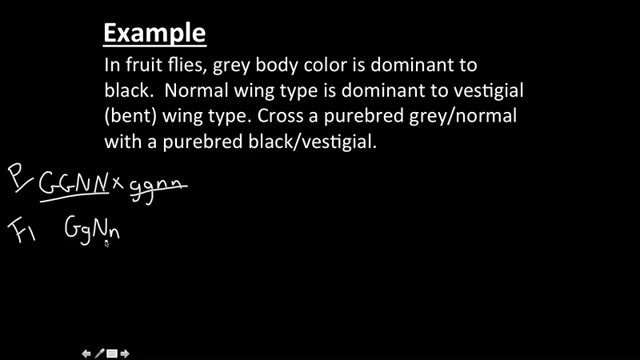 Example
In fruit flies, grey body color is dominant to
black.  Normal wing type is dominant to vestigial
(bent) wing type. Cross a purebred grey/normal
with a purebred black/vestigial.
P GGNN x ggnn
F1 GgNn